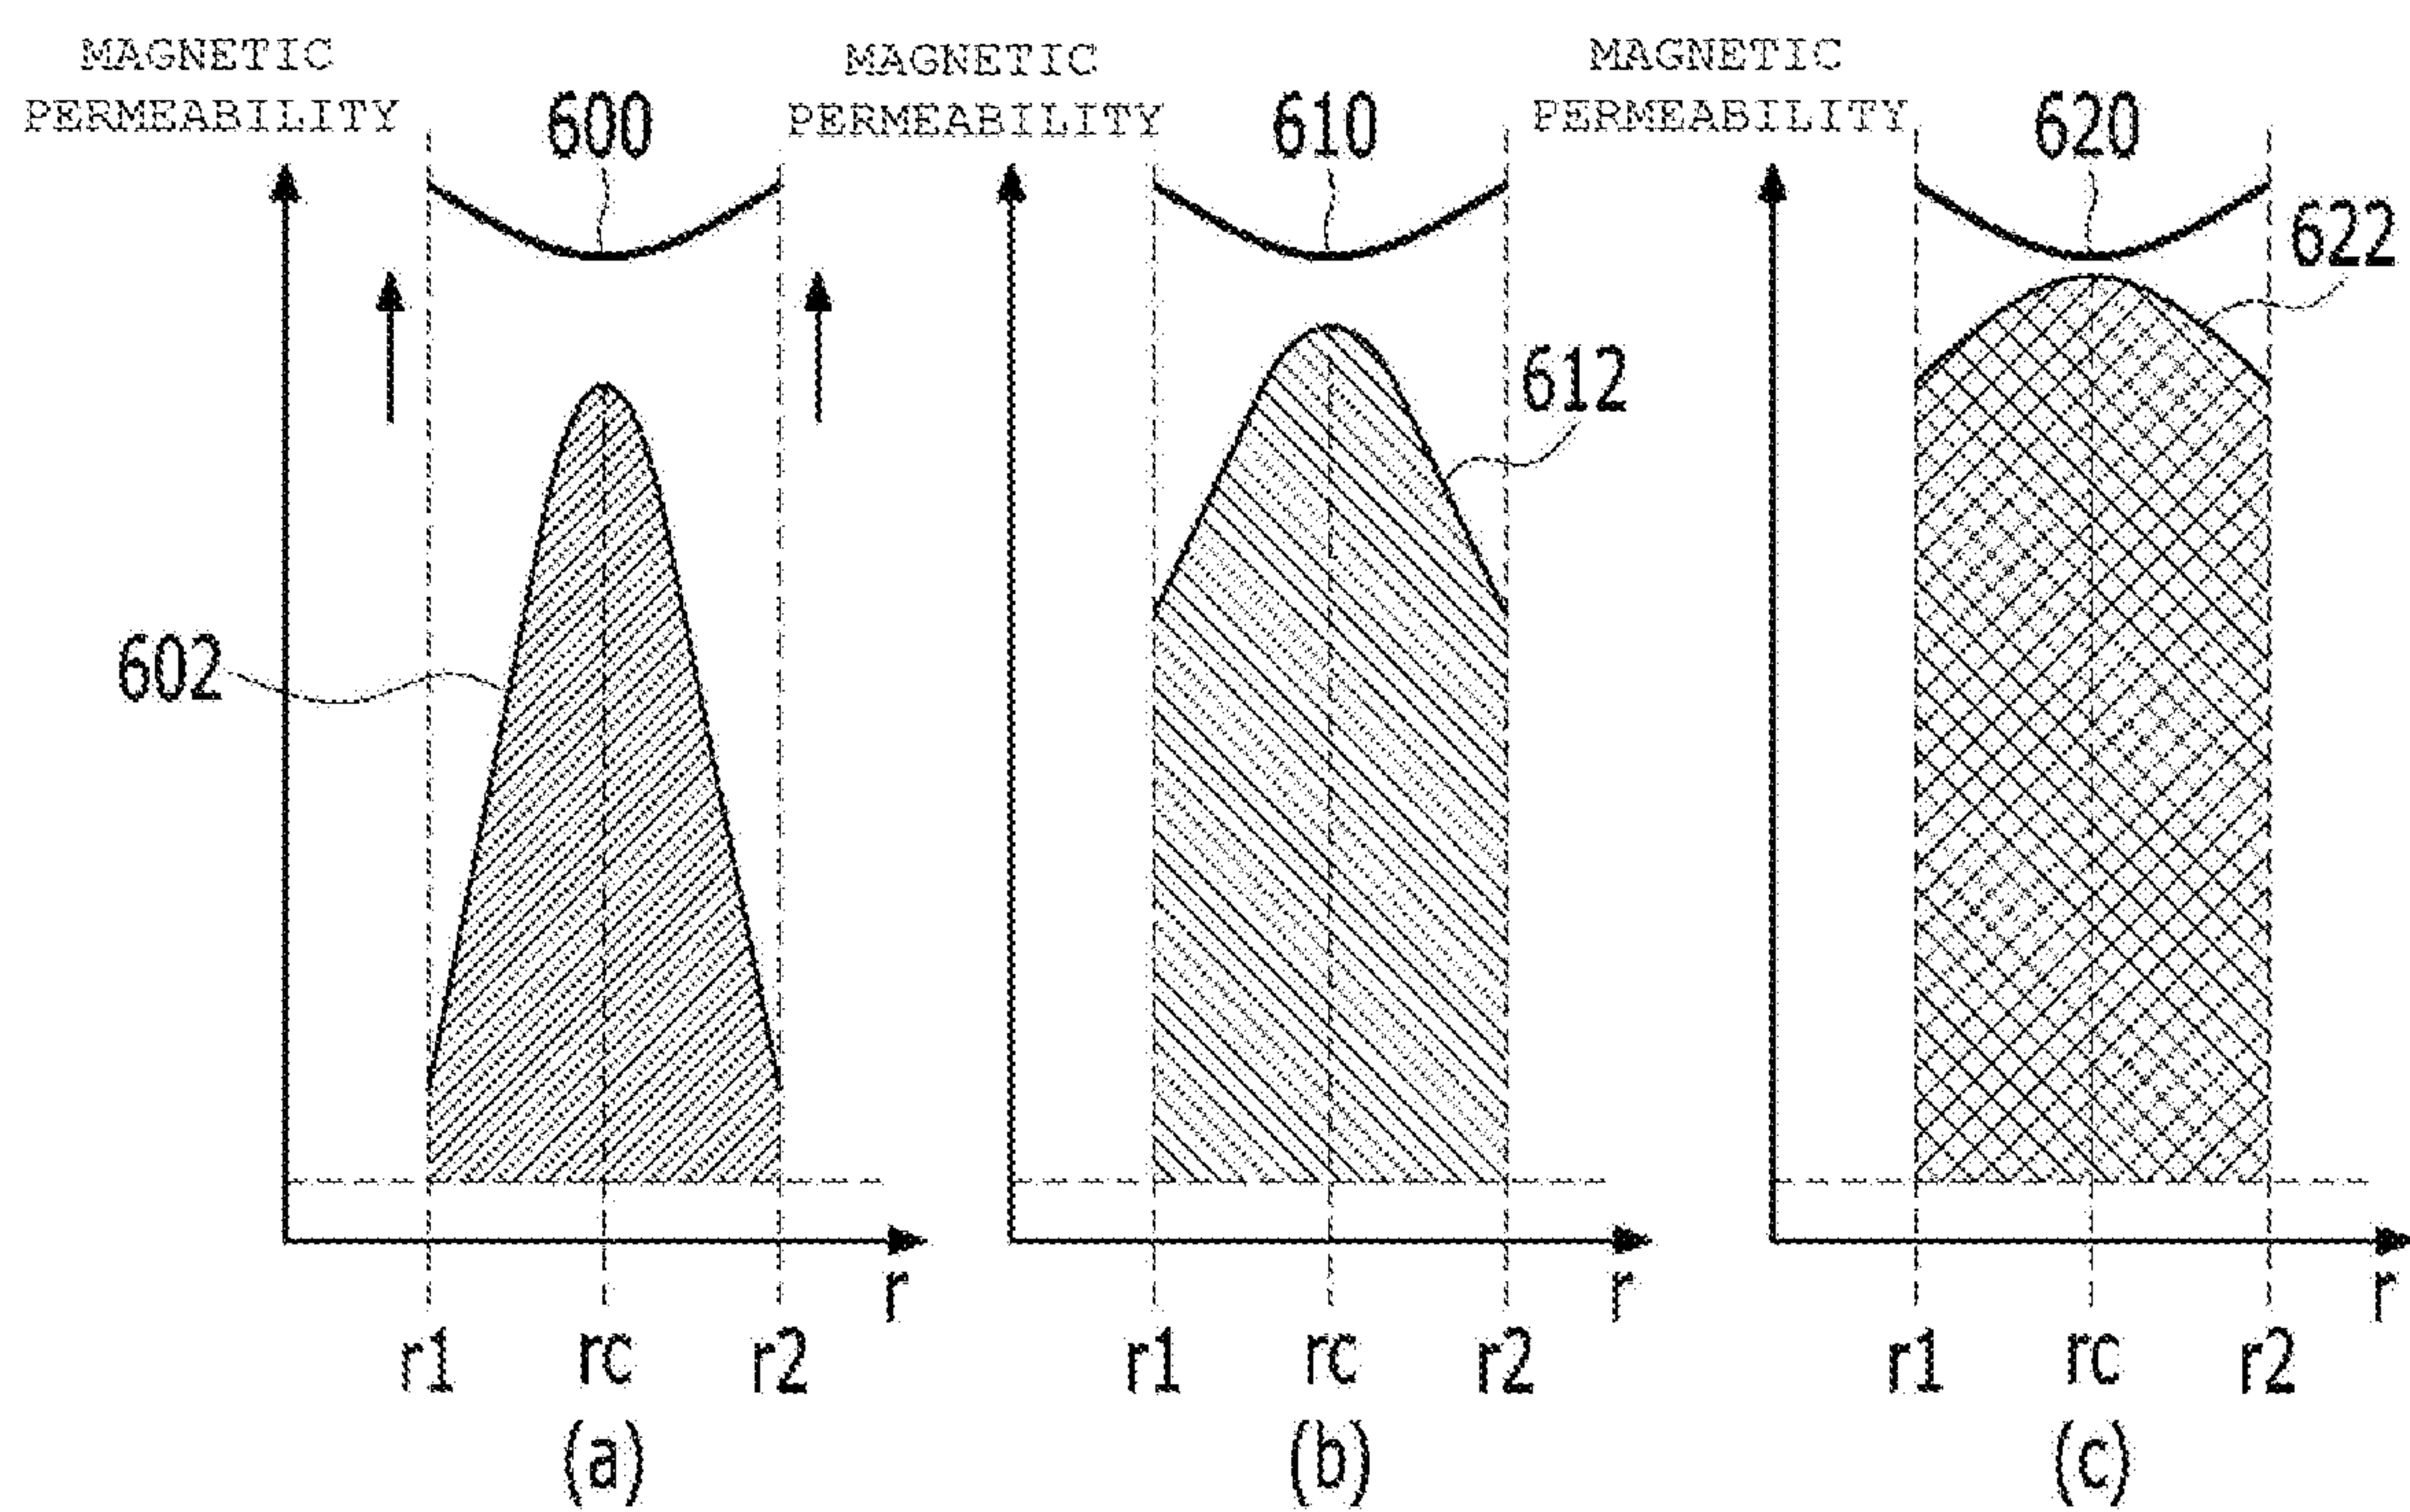 MAGNETIC
PERMEABILITY
600
602
r
r1 rc r2
(a)
MAGNETIC
PERMEABILITY
610
612
r
r1 rc r2
(b)
MAGNETIC
PERMEABILITY
620
622
r
r1 rc r2
(c)